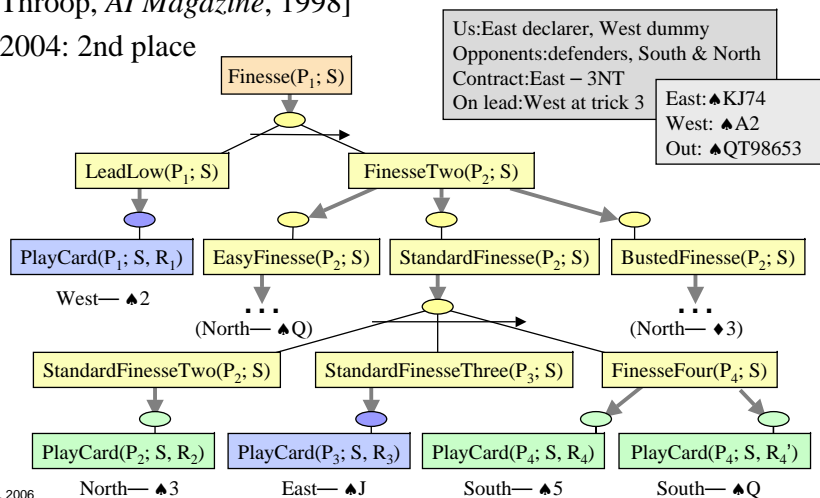 Throop, AI Magazine, 1998]
2004: 2nd place
Us:East declarer, West dummy
Opponents:defenders, South & North
Contract:East – 3NT
On lead:West at trick 3
East:♠KJ74
West: ♠A2
Out: ♠QT98653
Finesse(P₁; S)
LeadLow(P₁; S)
FinesseTwo(P₂; S)
PlayCard(P₁; S, R₁)
EasyFinesse(P₂; S)
StandardFinesse(P₂; S)
BustedFinesse(P₂; S)
West— ♠2
...
(North— ♠Q)
...
(North— ♦3)
StandardFinesseTwo(P₂; S)
StandardFinesseThree(P₃; S)
FinesseFour(P₄; S)
PlayCard(P₂; S, R₂)
PlayCard(P₃; S, R₃)
PlayCard(P₄; S, R₄)
PlayCard(P₄; S, R₄')
North— ♠3
East— ♠J
South— ♠5
South— ♠Q
, 2006